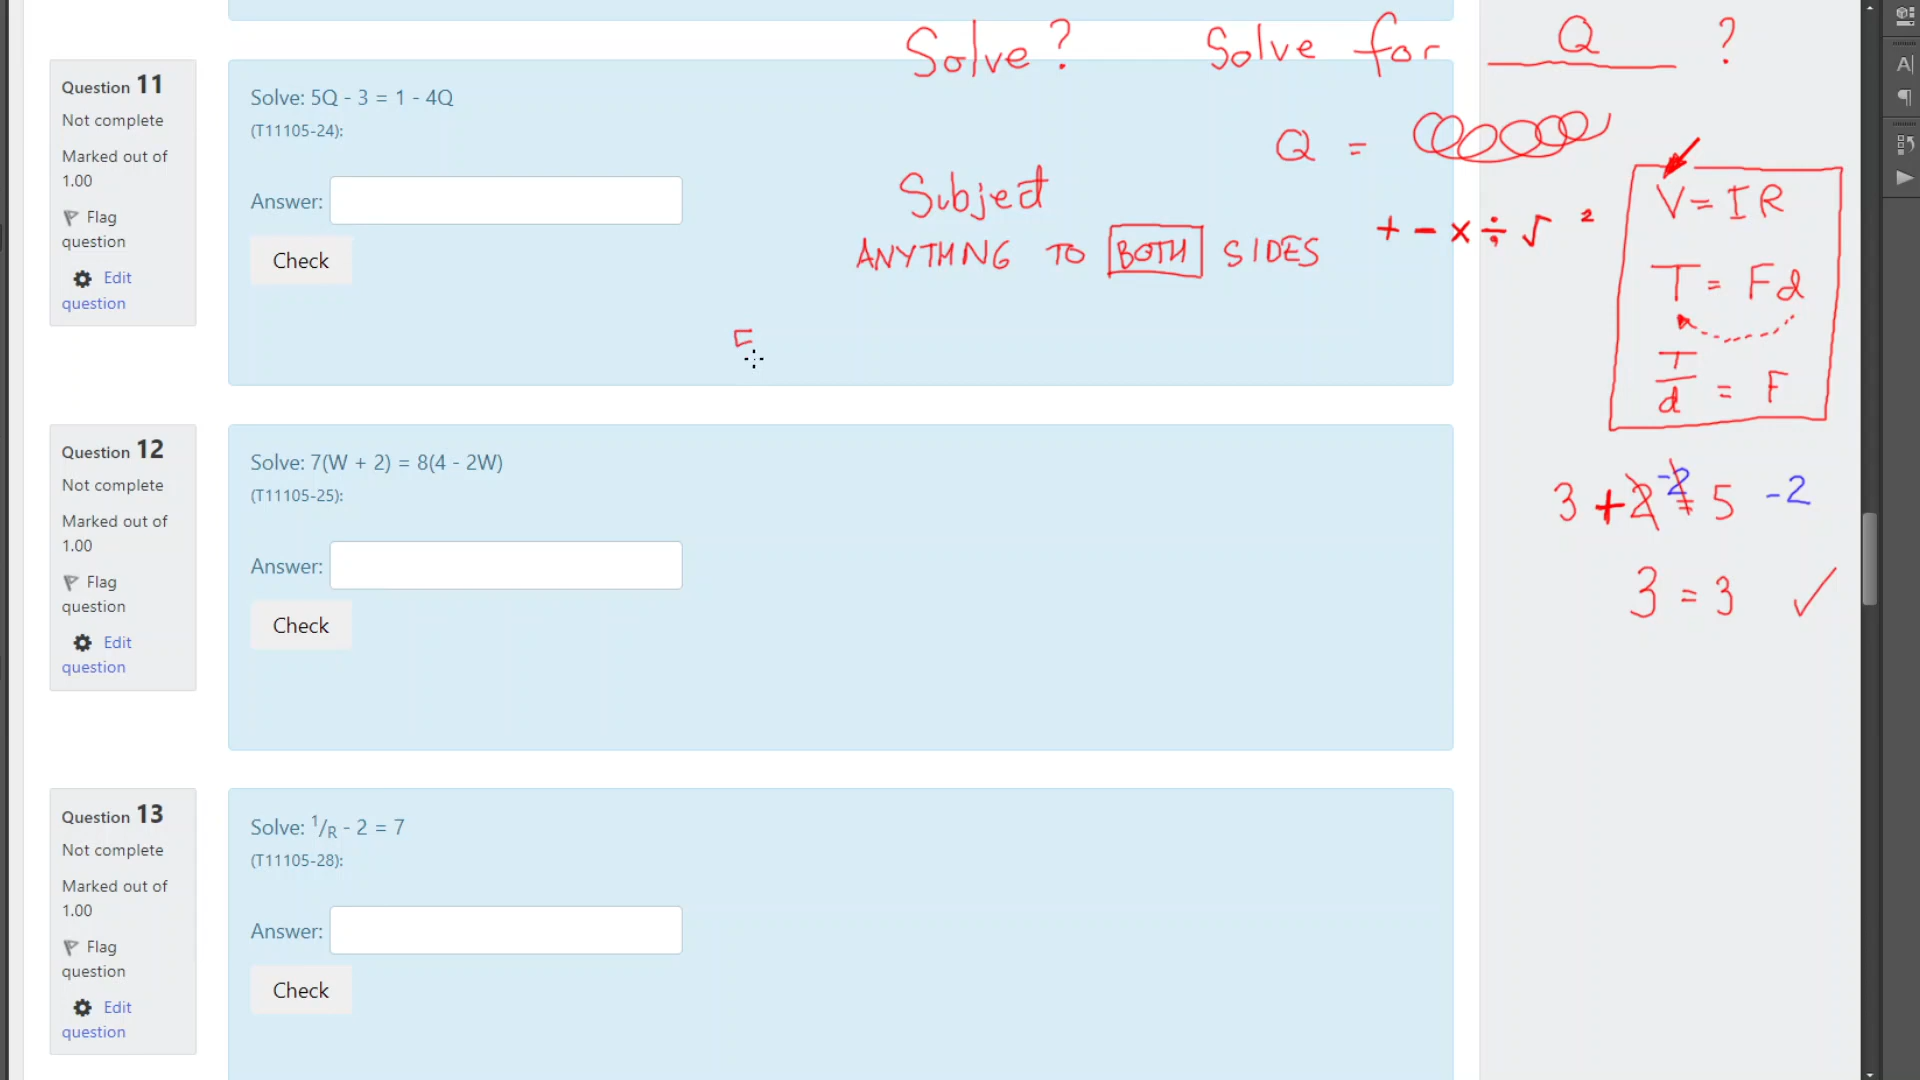 Solve? Solve for Q ?
Question 11
Not complete
Marked out of
1.00
Flag
question
Edit
question
Solve: 5Q - 3 = 1 - 4Q
(T11105-24):
Answer:
Check
Q =
Subject
ANYTHING TO BOTH SIDES + - x ÷ √ ²
V = IR
T = Fd
T/d = F
3 + 2 -2 = 5 -2
3 = 3 ✓
Question 12
Not complete
Marked out of
1.00
Flag
question
Edit
question
Solve: 7(W + 2) = 8(4 - 2W)
(T11105-25):
Answer:
Check
Question 13
Not complete
Marked out of
1.00
Flag
question
Edit
question
Solve: 1/R - 2 = 7
(T11105-28):
Answer:
Check